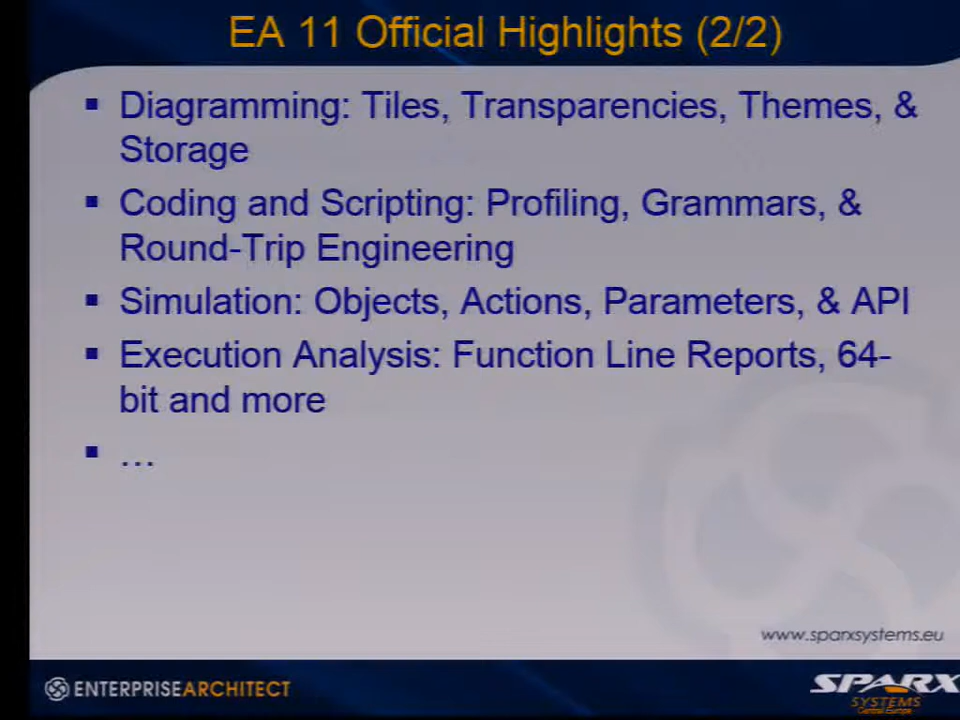 EA 11 Official Highlights (2/2)
▪ Diagramming: Tiles, Transparencies, Themes, &
Storage
▪ Coding and Scripting: Profiling, Grammars, &
Round-Trip Engineering
▪ Simulation: Objects, Actions, Parameters, & API
▪ Execution Analysis: Function Line Reports, 64-
bit and more
▪ ...
www.sparxsystems.eu
ENTERPRISEARCHITECT
SPARX
SYSTEMS
Central Europe